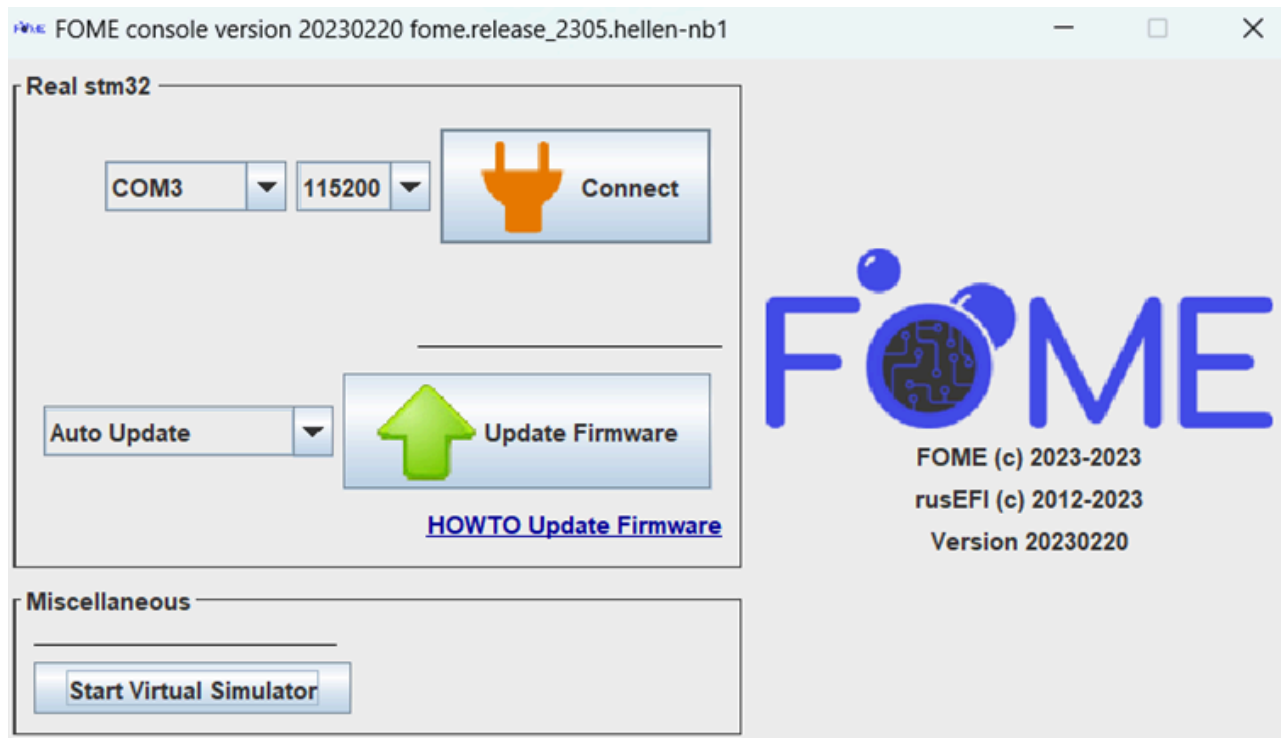 FOME console version 20230220 fome.release_2305.hellen-nb1
Real stm32
COM3 115200 Connect
Auto Update Update Firmware
HOWTO Update Firmware
Miscellaneous
Start Virtual Simulator
FOME
FOME (c) 2023-2023
rusEFI (c) 2012-2023
Version 20230220